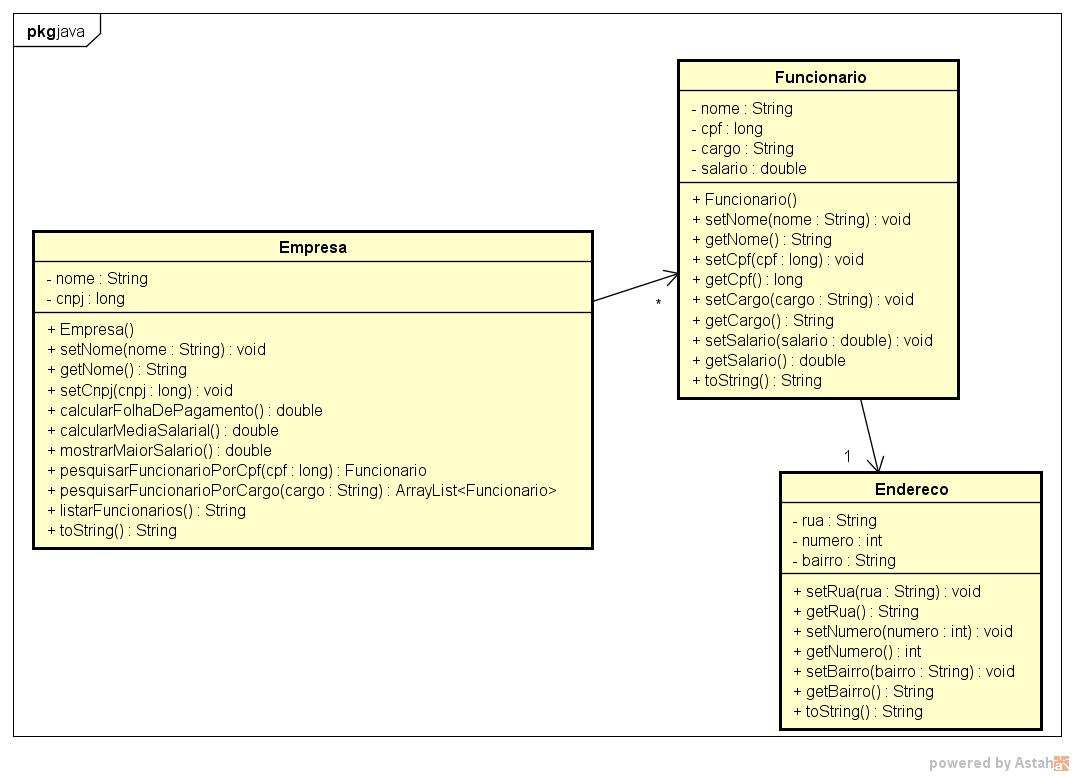 pkg java
Funcionario
- nome : String
- cpf : long
- cargo : String
- salario : double
+ Funcionario()
+ setNome(nome : String) : void
+ getNome() : String
+ setCpf(cpf : long) : void
+ getCpf() : long
+ setCargo(cargo : String) : void
+ getCargo() : String
+ setSalario(salario : double) : void
+ getSalario() : double
+ toString() : String
Empresa
- nome : String
- cnpj : long
+ Empresa()
+ setNome(nome : String) : void
+ getNome() : String
+ setCnpj(cnpj : long) : void
+ calcularFolhaDePagamento() : double
+ calcularMediaSalarial() : double
+ mostrarMaiorSalario() : double
+ pesquisarFuncionarioPorCpf(cpf : long) : Funcionario
+ pesquisarFuncionarioPorCargo(cargo : String) : ArrayList<Funcionario>
+ listarFuncionarios() : String
+ toString() : String
*
1
Endereco
- rua : String
- numero : int
- bairro : String
+ setRua(rua : String) : void
+ getRua() : String
+ setNumero(numero : int) : void
+ getNumero() : int
+ setBairro(bairro : String) : void
+ getBairro() : String
+ toString() : String
powered by Astah